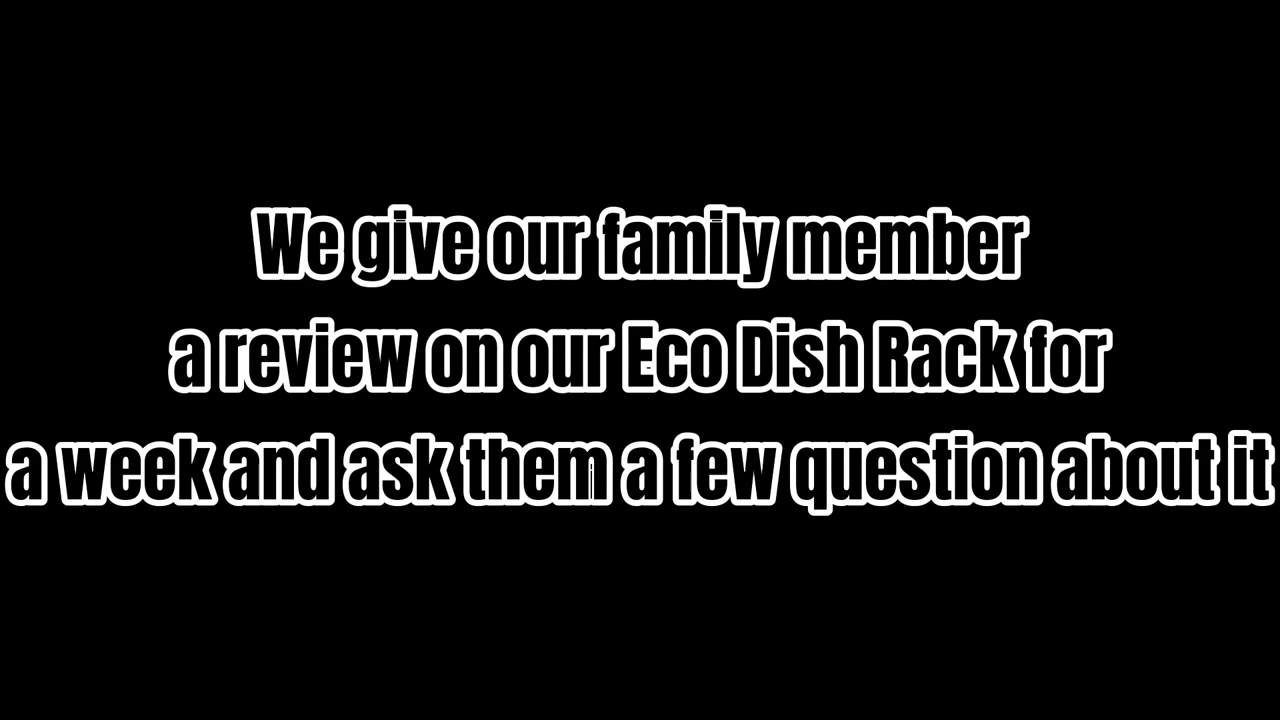 We give our family member
a review on our Eco Dish Rack for
a week and ask them a few question about it